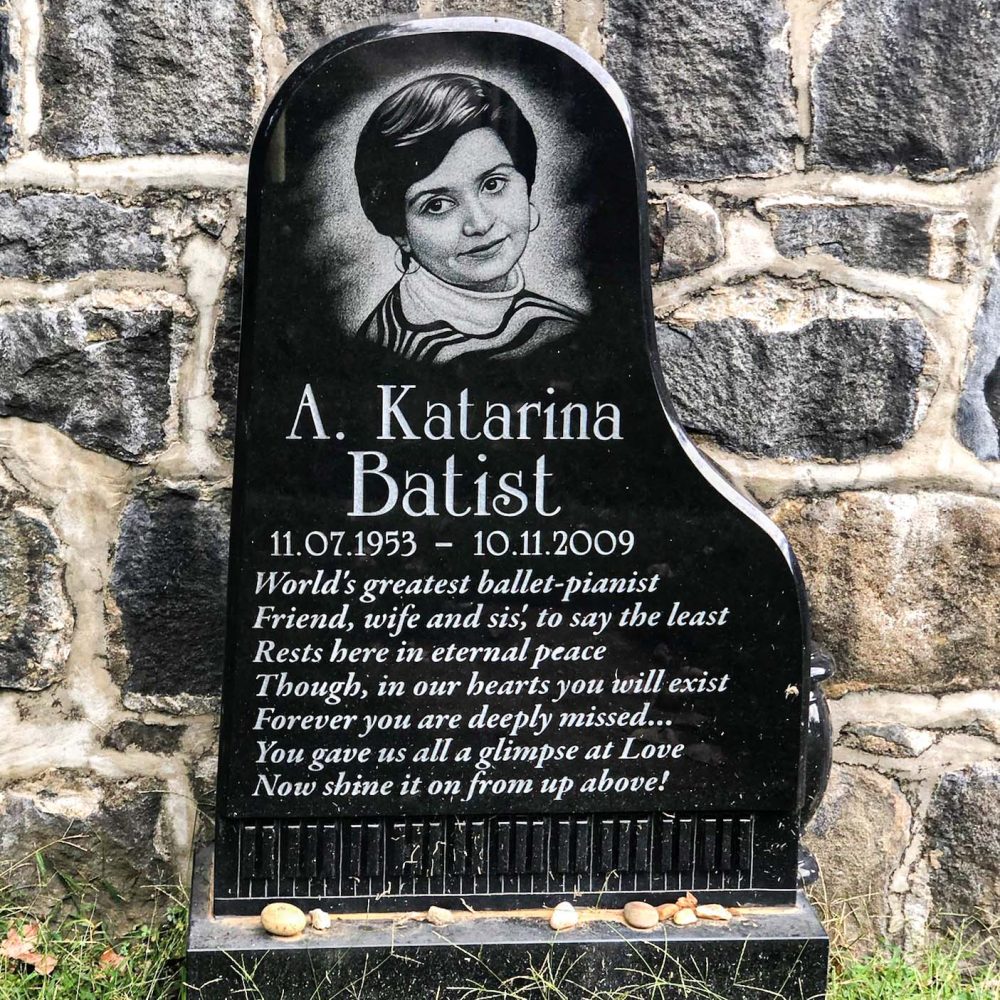 A. Katarina
Batist
11.07.1953 – 10.11.2009
World's greatest ballet-pianist
Friend, wife and sis', to say the least
Rests here in eternal peace
Though, in our hearts you will exist
Forever you are deeply missed...
You gave us all a glimpse at Love
Now shine it on from up above!